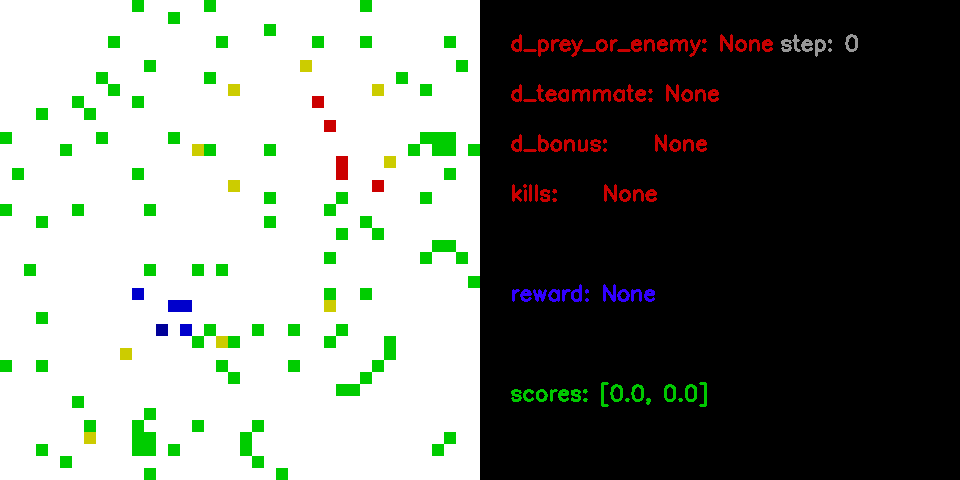 d_prey_or_enemy: None step: 0
d_teammate: None
d_bonus: None
kills: None
reward: None
scores: [0.0, 0.0]